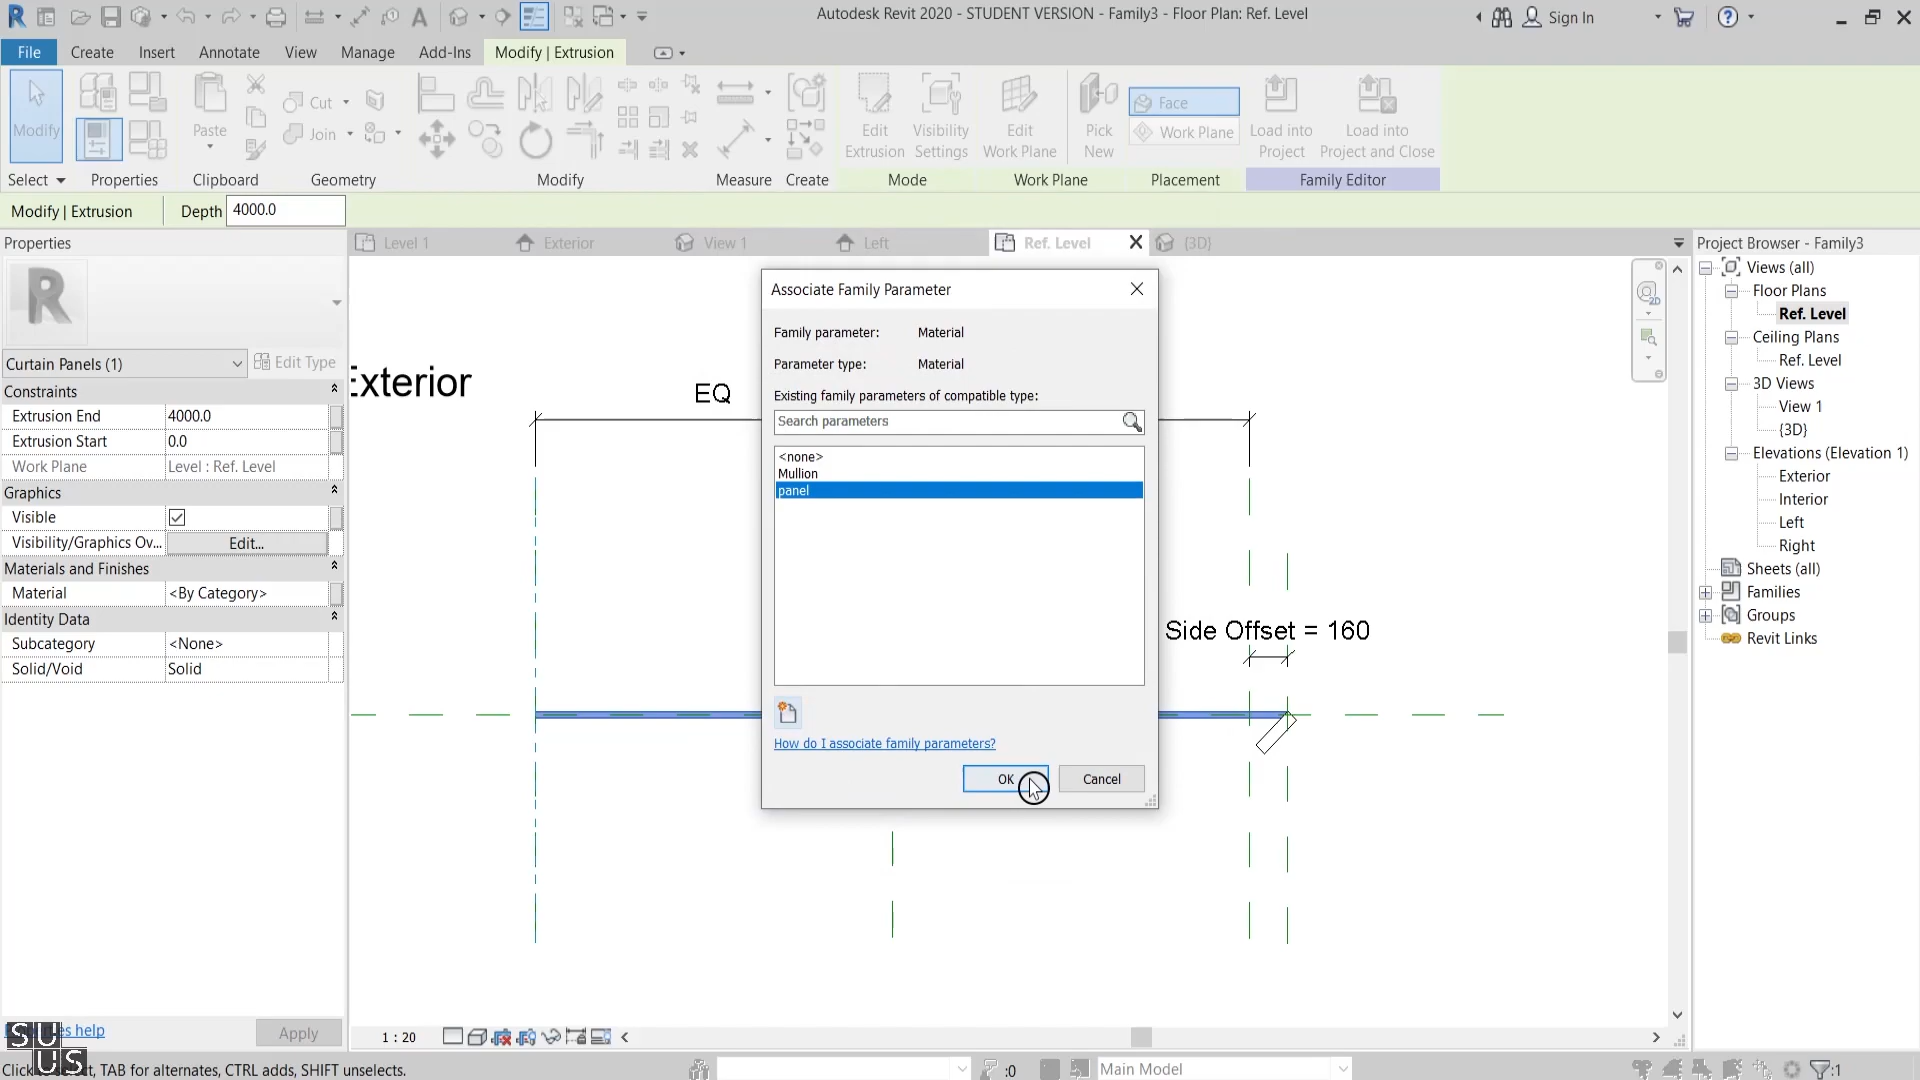 Autodesk Revit 2020 - STUDENT VERSION - Family3 - Floor Plan: Ref. Level
Sign In
File
Create
Insert
Annotate
View
Manage
Add-Ins
Modify | Extrusion
Modify
Paste
Cut
Join
Edit
Extrusion
Visibility
Settings
Edit
Work Plane
Pick
New
Face
Work Plane
Load into
Project
Load into
Project and Close
Select
Properties
Clipboard
Geometry
Modify
Measure
Create
Mode
Work Plane
Placement
Family Editor
Modify | Extrusion
Depth 4000.0
Properties
Level 1
Exterior
View 1
Left
Ref. Level
{3D}
Project Browser - Family3
Curtain Panels (1)
Edit Type
Constraints
Extrusion End 4000.0
Extrusion Start 0.0
Work Plane Level : Ref. Level
Graphics
Visible
Visibility/Graphics Ov... Edit...
Materials and Finishes
Material <By Category>
Identity Data
Subcategory <None>
Solid/Void Solid
Exterior
EQ
Side Offset = 160
Associate Family Parameter
Family parameter: Material
Parameter type: Material
Existing family parameters of compatible type:
Search parameters
<none>
Mullion
panel
How do I associate family parameters?
OK
Cancel
2D
Views (all)
Floor Plans
Ref. Level
Ceiling Plans
Ref. Level
3D Views
View 1
{3D}
Elevations (Elevation 1)
Exterior
Interior
Left
Right
Sheets (all)
Families
Groups
Revit Links
es help
Apply
SU
US
1 : 20
Click, TAB for alternates, CTRL adds, SHIFT unselects.
:0
Main Model
:1